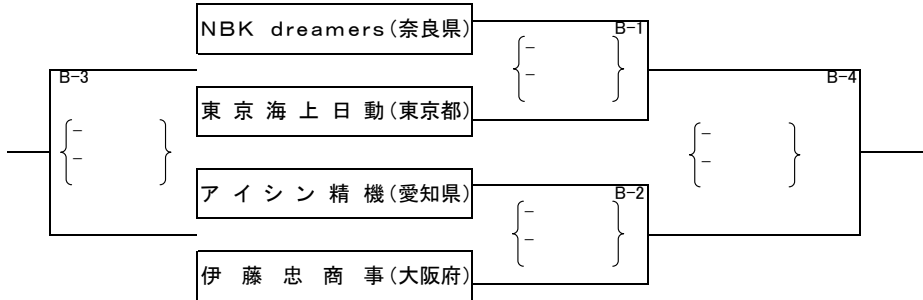 NBK dreamers(奈良県)
B-1
-
-
B-3
B-4
東 京 海 上 日 動(東京都)
-
-
-
-
ア イ シ ン 精 機(愛知県)
B-2
-
-
伊 藤 忠 商 事(大阪府)